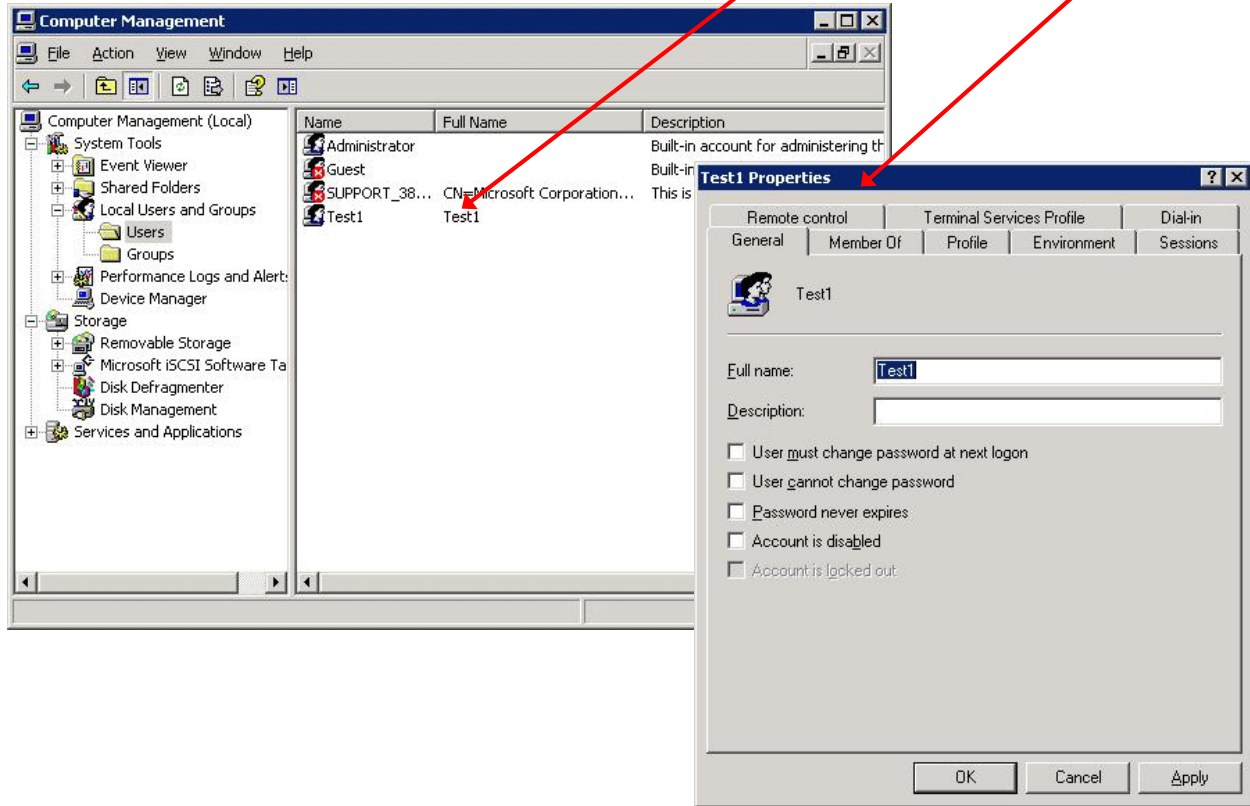 Computer Management
File Action View Window Help
Computer Management (Local)
System Tools
Event Viewer
Shared Folders
Local Users and Groups
Users
Groups
Performance Logs and Alert
Device Manager
Storage
Removable Storage
Microsoft iSCSI Software Ta
Disk Defragmenter
Disk Management
Services and Applications
Name Full Name Description
Administrator Built-in account for administering th
Guest Built-in
SUPPORT_38... CN=Microsoft Corporation... This is
Test1 Test1
Test1 Properties
Remote control Terminal Services Profile Dial-in
General Member Of Profile Environment Sessions
Test1
Full name: Test1
Description:
User must change password at next logon
User cannot change password
Password never expires
Account is disabled
Account is locked out
OK Cancel Apply